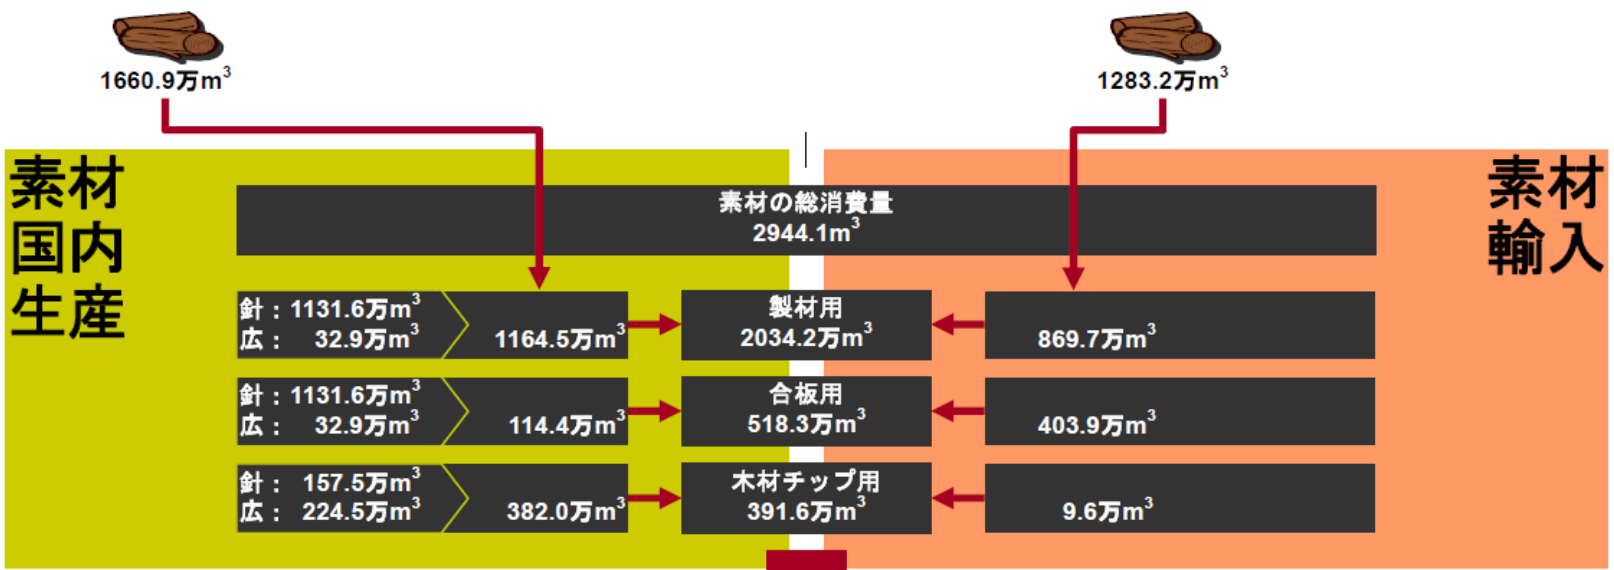 1660.9万m³
1283.2万m³
素材
国内
生産
素材
輸入
素材の総消費量
2944.1m³
針：1131.6万m³
広： 32.9万m³
1164.5万m³
製材用
2034.2万m³
869.7万m³
針：1131.6万m³
広： 32.9万m³
114.4万m³
合板用
518.3万m³
403.9万m³
針： 157.5万m³
広： 224.5万m³
382.0万m³
木材チップ用
391.6万m³
9.6万m³